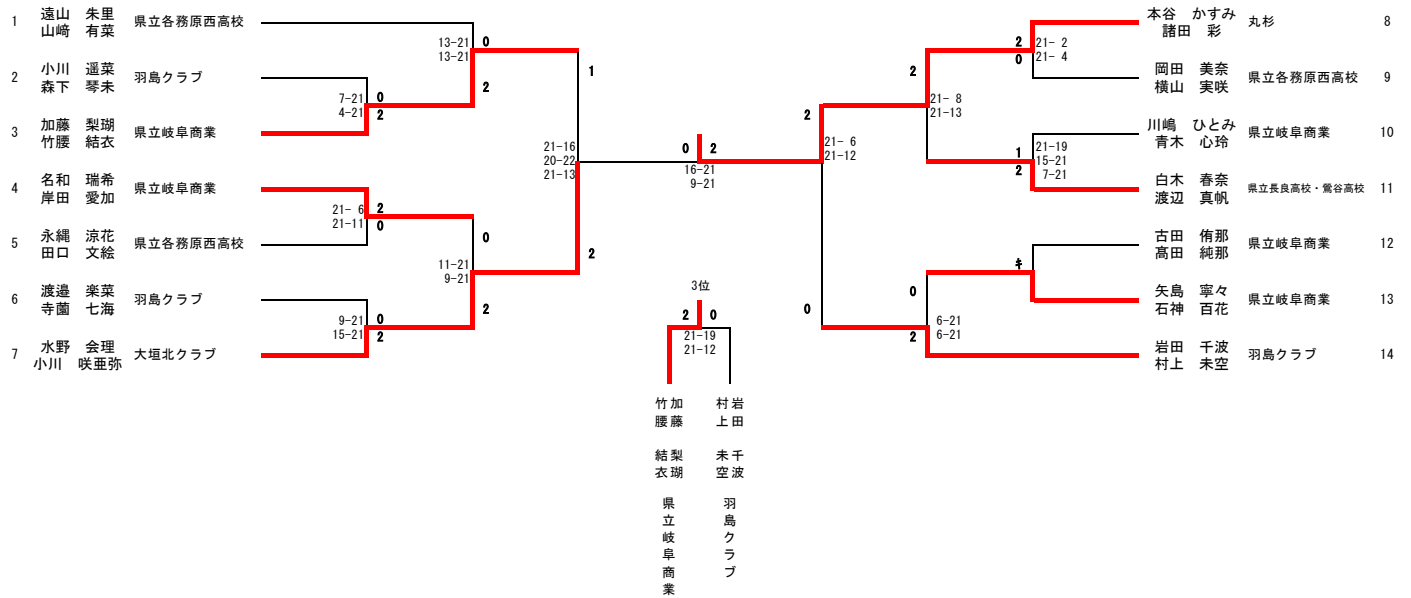 1 遠山 朱里 県立各務原西高校
山﨑 有菜
2 小川 遥菜 羽島クラブ
森下 琴未
3 加藤 梨瑚 県立岐阜商業
竹腰 結衣
4 名和 瑞希 県立岐阜商業
岸田 愛加
5 永縄 涼花 県立各務原西高校
田口 文絵
6 渡邉 楽菜 羽島クラブ
寺薗 七海
7 水野 会理 大垣北クラブ
小川 咲亜弥
13-21 0
13-21
2
7-21 0
4-21 2
21- 6 2
21-11 0
11-21 0
9-21
2
9-21 0
15-21 2
1
21-16
20-22
21-13
2
0 2
16-21
9-21
3位
2 0
21-19
21-12
加藤 梨瑚
竹腰 結衣
県立岐阜商業
岩田 千波
村上 未空
羽島クラブ
2
21- 6
21-12
0
2
21- 8
21-13
2 21- 2
0 21- 4
1 21-19
2 15-21
7-21
キ
0
6-21
2 6-21
本谷 かすみ 丸杉 8
諸田 彩
岡田 美奈 県立各務原西高校 9
横山 実咲
川嶋 ひとみ 県立岐阜商業 10
青木 心玲
白木 春奈 県立長良高校・鶯谷高校 11
渡辺 真帆
古田 侑那 県立岐阜商業 12
髙田 純那
矢島 寧々 県立岐阜商業 13
石神 百花
岩田 千波 羽島クラブ 14
村上 未空